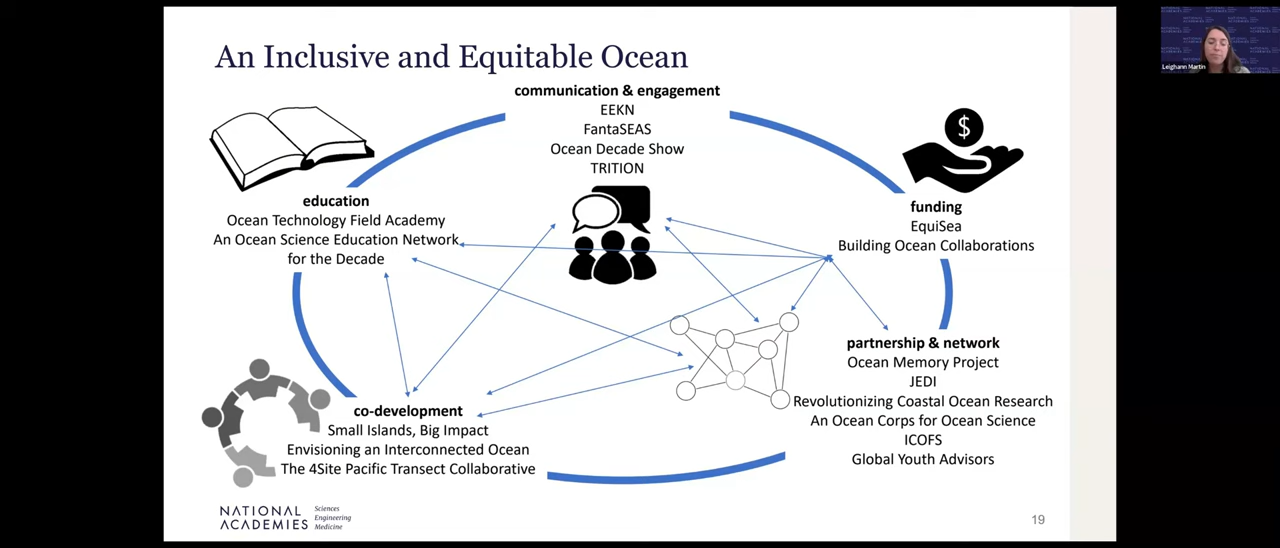 An Inclusive and Equitable Ocean
communication & engagement
EEKN
FantaSEAS
Ocean Decade Show
TRITION
education
Ocean Technology Field Academy
An Ocean Science Education Network
for the Decade
$
funding
EquiSea
Building Ocean Collaborations
partnership & network
Ocean Memory Project
JEDI
Revolutionizing Coastal Ocean Research
An Ocean Corps for Ocean Science
ICOFS
Global Youth Advisors
co-development
Small Islands, Big Impact
Envisioning an Interconnected Ocean
The 4Site Pacific Transect Collaborative
NATIONAL
ACADEMIES
Sciences
Engineering
Medicine
19
NATIONAL
ACADEMIES
Leighann Martin